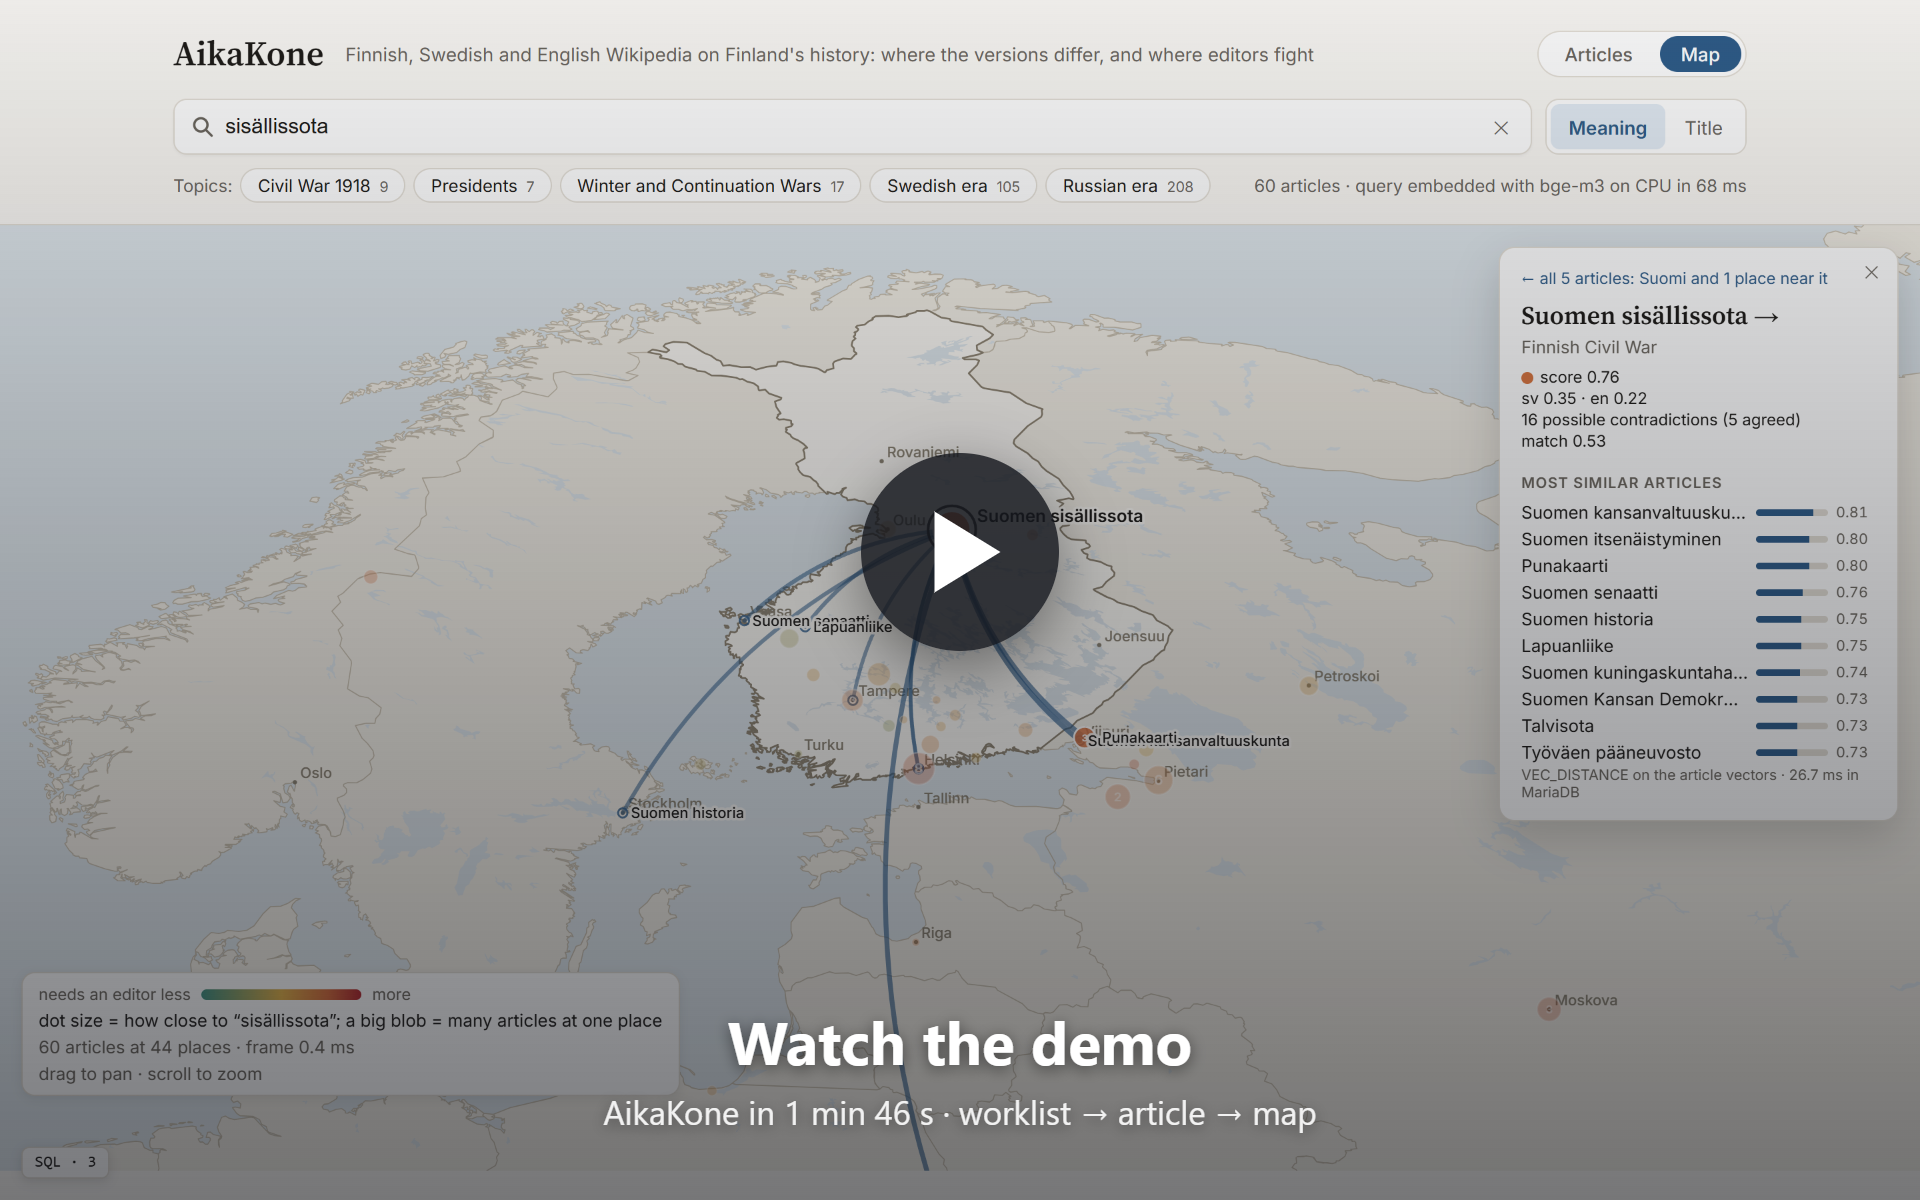 AikaKone
Finnish, Swedish and English Wikipedia on Finland's history: where the versions differ, and where editors fight
Articles
Map
sisällissota
Meaning
Title
Topics:
Civil War 1918 9
Presidents 7
Winter and Continuation Wars 17
Swedish era 105
Russian era 208
60 articles · query embedded with bge-m3 on CPU in 68 ms
← all 5 articles: Suomi and 1 place near it
Suomen sisällissota →
Finnish Civil War
score 0.76
sv 0.35 · en 0.22
16 possible contradictions (5 agreed)
match 0.53
MOST SIMILAR ARTICLES
Suomen kansanvaltuusku... 0.81
Suomen itsenäistyminen 0.80
Punakaarti 0.80
Suomen senaatti 0.76
Suomen historia 0.75
Lapuanliike 0.75
Suomen kuningaskuntaha... 0.74
Suomen Kansan Demokr... 0.73
Talvisota 0.73
Työväen pääneuvosto 0.73
VEC_DISTANCE on the article vectors · 26.7 ms in
MariaDB
Rovaniemi
Oulu
Suomen sisällissota
Suomen senaatti
Lapuanliike
Joensuu
Petroskoi
Tampere
Punakaarti
Turku
Helsinki
Pietari
2
Oslo
Tallinn
Stockholm
Suomen historia
Riga
Moskova
needs an editor less
more
dot size = how close to “sisällissota”; a big blob = many articles at one place
60 articles at 44 places · frame 0.4 ms
drag to pan · scroll to zoom
Watch the demo
AikaKone in 1 min 46 s · worklist → article → map
SQL · 3